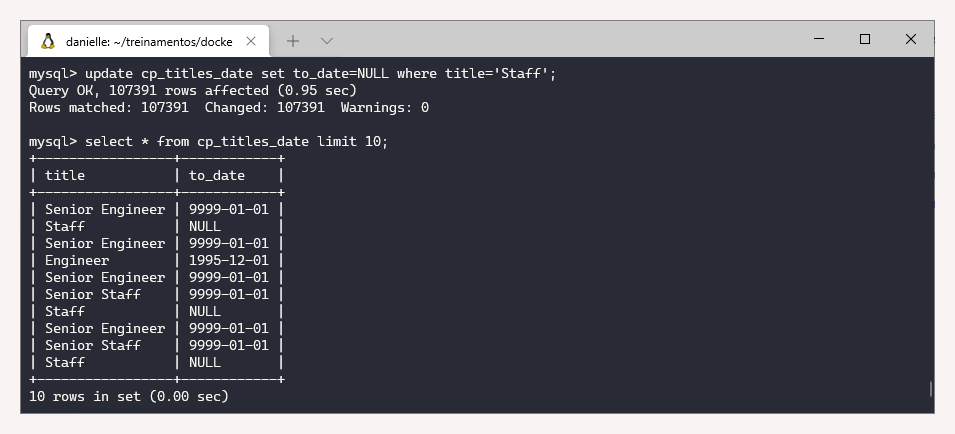 danielle: ~/treinamentos/docke
mysql> update cp_titles_date set to_date=NULL where title='Staff';
Query OK, 107391 rows affected (0.95 sec)
Rows matched: 107391  Changed: 107391  Warnings: 0
mysql> select * from cp_titles_date limit 10;
+-----------------+------------+
| title           | to_date    |
+-----------------+------------+
| Senior Engineer | 9999-01-01 |
| Staff           | NULL       |
| Senior Engineer | 9999-01-01 |
| Engineer        | 1995-12-01 |
| Senior Engineer | 9999-01-01 |
| Senior Staff    | 9999-01-01 |
| Staff           | NULL       |
| Senior Engineer | 9999-01-01 |
| Senior Staff    | 9999-01-01 |
| Staff           | NULL       |
+-----------------+------------+
10 rows in set (0.00 sec)